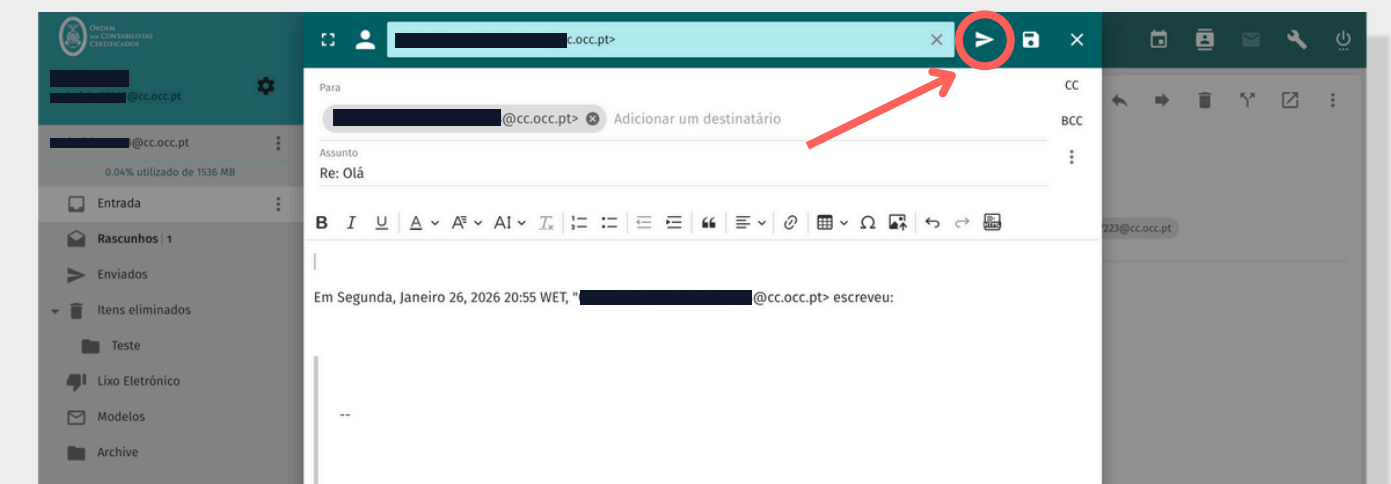 ORDEM
DOS CONTABILISTAS
CERTIFICADOS
@cc.occ.pt
@cc.occ.pt
0.04% utilizado de 1536 MB
Entrada
Rascunhos | 1
Enviados
Itens eliminados
Teste
Lixo Eletrónico
Modelos
Archive
c.occ.pt>
Para
CC
@cc.occ.pt> Adicionar um destinatário
BCC
Assunto
Re: Olá
B I U A A AI Tx Ω
Em Segunda, Janeiro 26, 2026 20:55 WET, " @cc.occ.pt> escreveu:
--
223@cc.occ.pt